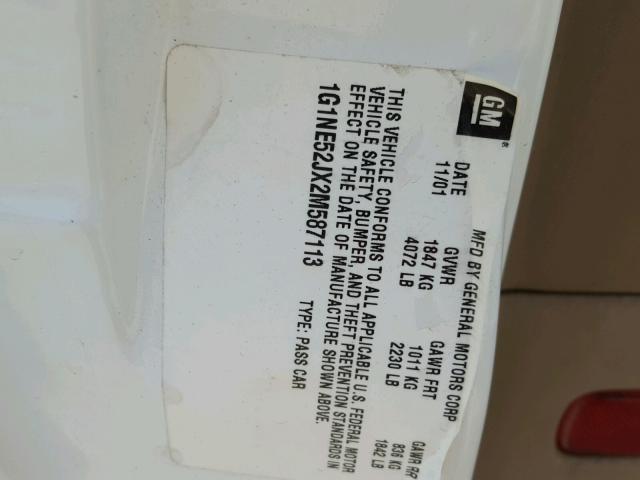 GM ®
MFD BY GENERAL MOTORS CORP
DATE GVWR GAWR FRT GAWR RR
11/01 1847 KG 1011 KG 836 KG
4072 LB 2230 LB 1842 LB
THIS VEHICLE CONFORMS TO ALL APPLICABLE U.S. FEDERAL MOTOR
VEHICLE SAFETY, BUMPER, AND THEFT PREVENTION STANDARDS IN
EFFECT ON THE DATE OF MANUFACTURE SHOWN ABOVE.
1G1NE52JX2M587113 TYPE: PASS CAR